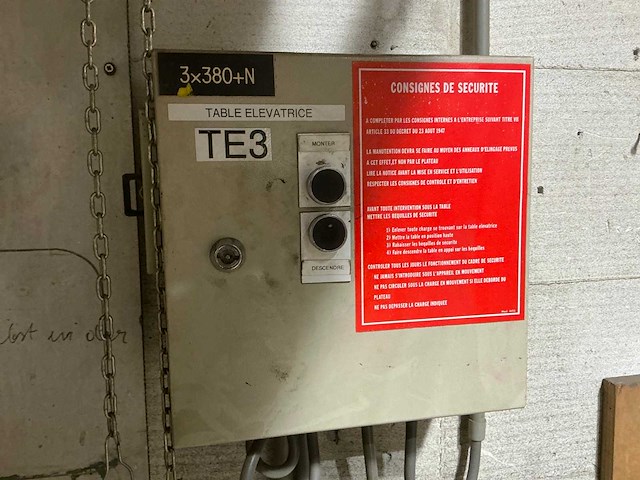 3x380+N
TABLE ELEVATRICE
TE3
MONTER
DESCENDRE
CONSIGNES DE SECURITE
A COMPLETER PAR LES CONSIGNES INTERNES A L'ENTREPRISE SUIVANT TITRE VII
ARTICLE 33 DU DECRET DU 23 AOUT 1947
LA MANUTENTION DEVRA SE FAIRE AU MOYEN DES ANNEAUX D'ELINGAGE PREVUS
A CET EFFET, ET NON PAR LE PLATEAU
LIRE LA NOTICE AVANT LA MISE EN SERVICE ET L'UTILISATION
RESPECTER LES CONSIGNES DE CONTROLE ET D'ENTRETIEN
AVANT TOUTE INTERVENTION SOUS LA TABLE
METTRE LES BEQUILLES DE SECURITE
1) Enlever toute charge se trouvant sur la table élévatrice
2) Mettre la table en position haute
3) Rabaisser les béquilles de sécurité
4) Faire descendre la table en appui sur les béquilles
CONTROLER TOUS LES JOURS LE FONCTIONNEMENT DU CADRE DE SECURITE
NE JAMAIS S'INTRODUIRE SOUS L'APPAREIL EN MOUVEMENT
NE PAS CIRCULER SOUS LA CHARGE EN MOUVEMENT SI ELLE DEBORDE DU
PLATEAU
NE PAS DEPASSER LA CHARGE INDIQUEE